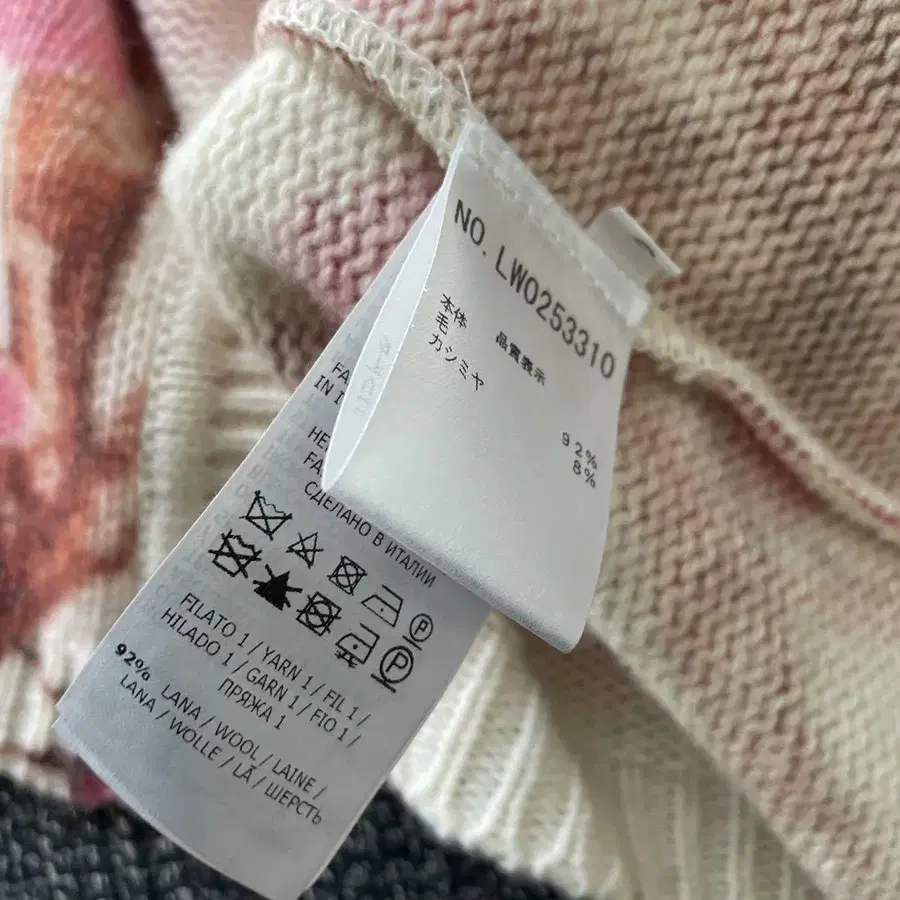 NO. LW0253310
品質表示
本体
毛 92%
カシミヤ 8%
IN
СДЕЛАНО В ИТАЛИИ
P
P
FILATO 1 / YARN 1 / FIL 1 /
HILADO 1 / GARN 1 / FIO 1 /
ПРЯЖА 1
92% LANA / WOOL / LAINE /
LANA / WOLLE / LÃ / ШЕРСТЬ